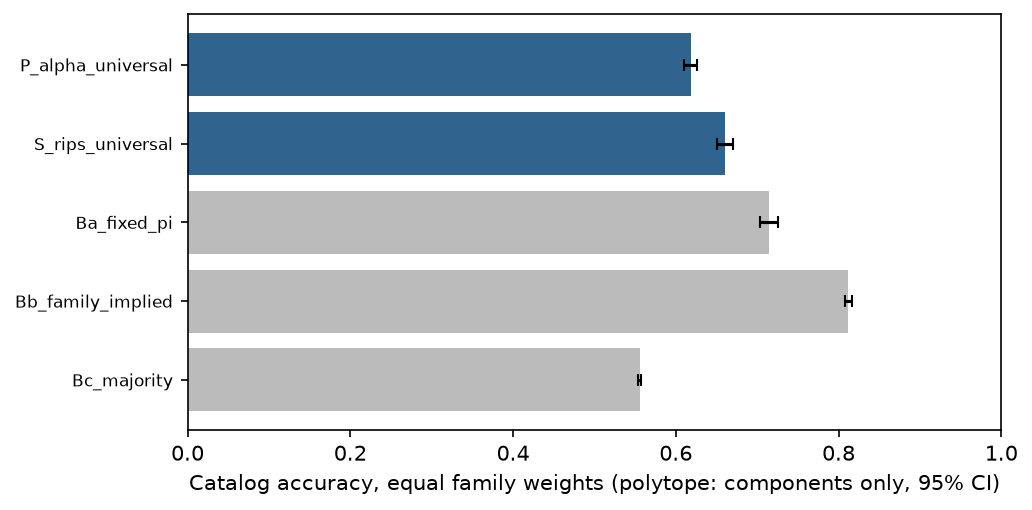 P_alpha_universal
S_rips_universal
Ba_fixed_pi
Bb_family_implied
Bc_majority
0.0 0.2 0.4 0.6 0.8 1.0
Catalog accuracy, equal family weights (polytope: components only, 95% CI)